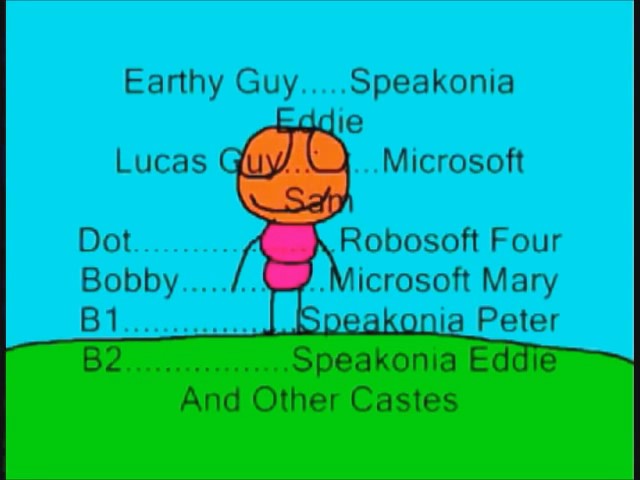 Earthy Guy.....Speakonia
Eddie
Lucas Guy.........Microsoft
Sam
Dot....................Robosoft Four
Bobby...............Microsoft Mary
B1..................Speakonia Peter
B2.................Speakonia Eddie
And Other Castes